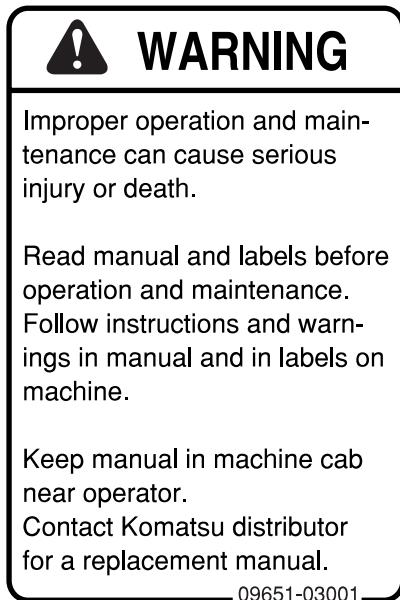 WARNING
Improper operation and main-
tenance can cause serious
injury or death.
Read manual and labels before
operation and maintenance.
Follow instructions and warn-
ings in manual and in labels on
machine.
Keep manual in machine cab
near operator.
Contact Komatsu distributor
for a replacement manual.
09651-03001